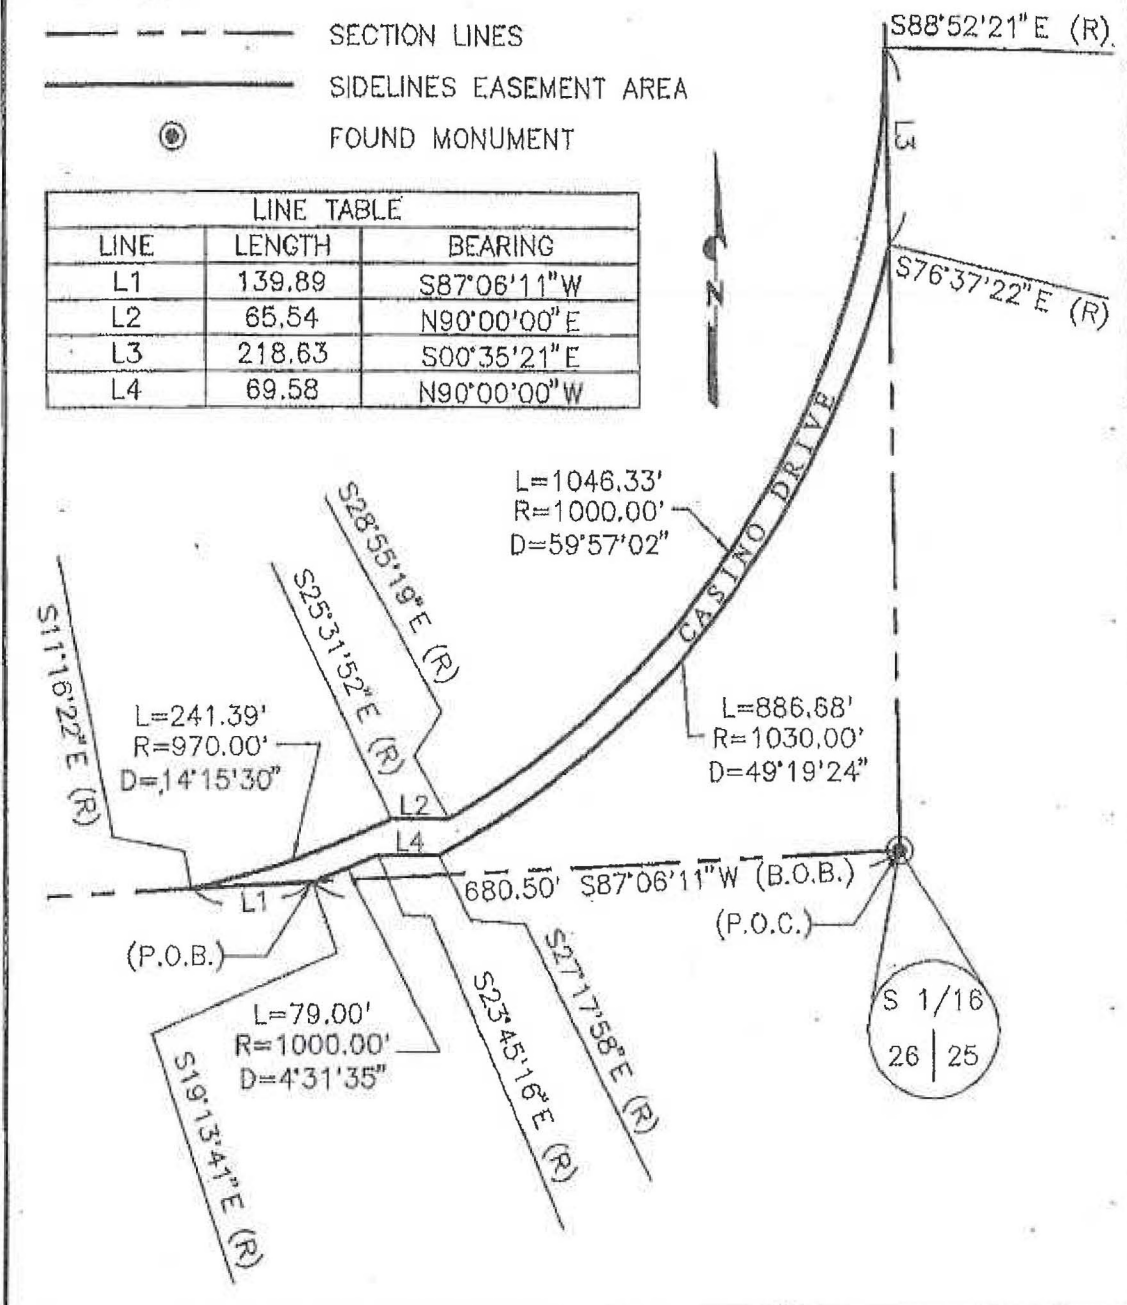 SECTION LINES
SIDELINES EASEMENT AREA
FOUND MONUMENT
LINE TABLE
LINE LENGTH BEARING
L1 139.89 S87°06'11"W
L2 65.54 N90°00'00"E
L3 218.63 S00°35'21"E
L4 69.58 N90°00'00"W
S88°52'21"E (R)
L3
S76°37'22"E (R)
N
CASINO DRIVE
L=1046.33'
R=1000.00'
D=59°57'02"
S28°55'19"E (R)
S25°31'52"E (R)
S11°16'22"E (R)
L=241.39'
R=970.00'
D=14°15'30"
L=886.68'
R=1030.00'
D=49°19'24"
L2
L4
L1
680.50' S87°06'11"W (B.O.B.)
(P.O.C.)
(P.O.B.)
L=79.00'
R=1000.00'
D=4°31'35"
S19°13'41"E (R)
S23°45'16"E (R)
S27°17'58"E (R)
S 1/16
26 | 25